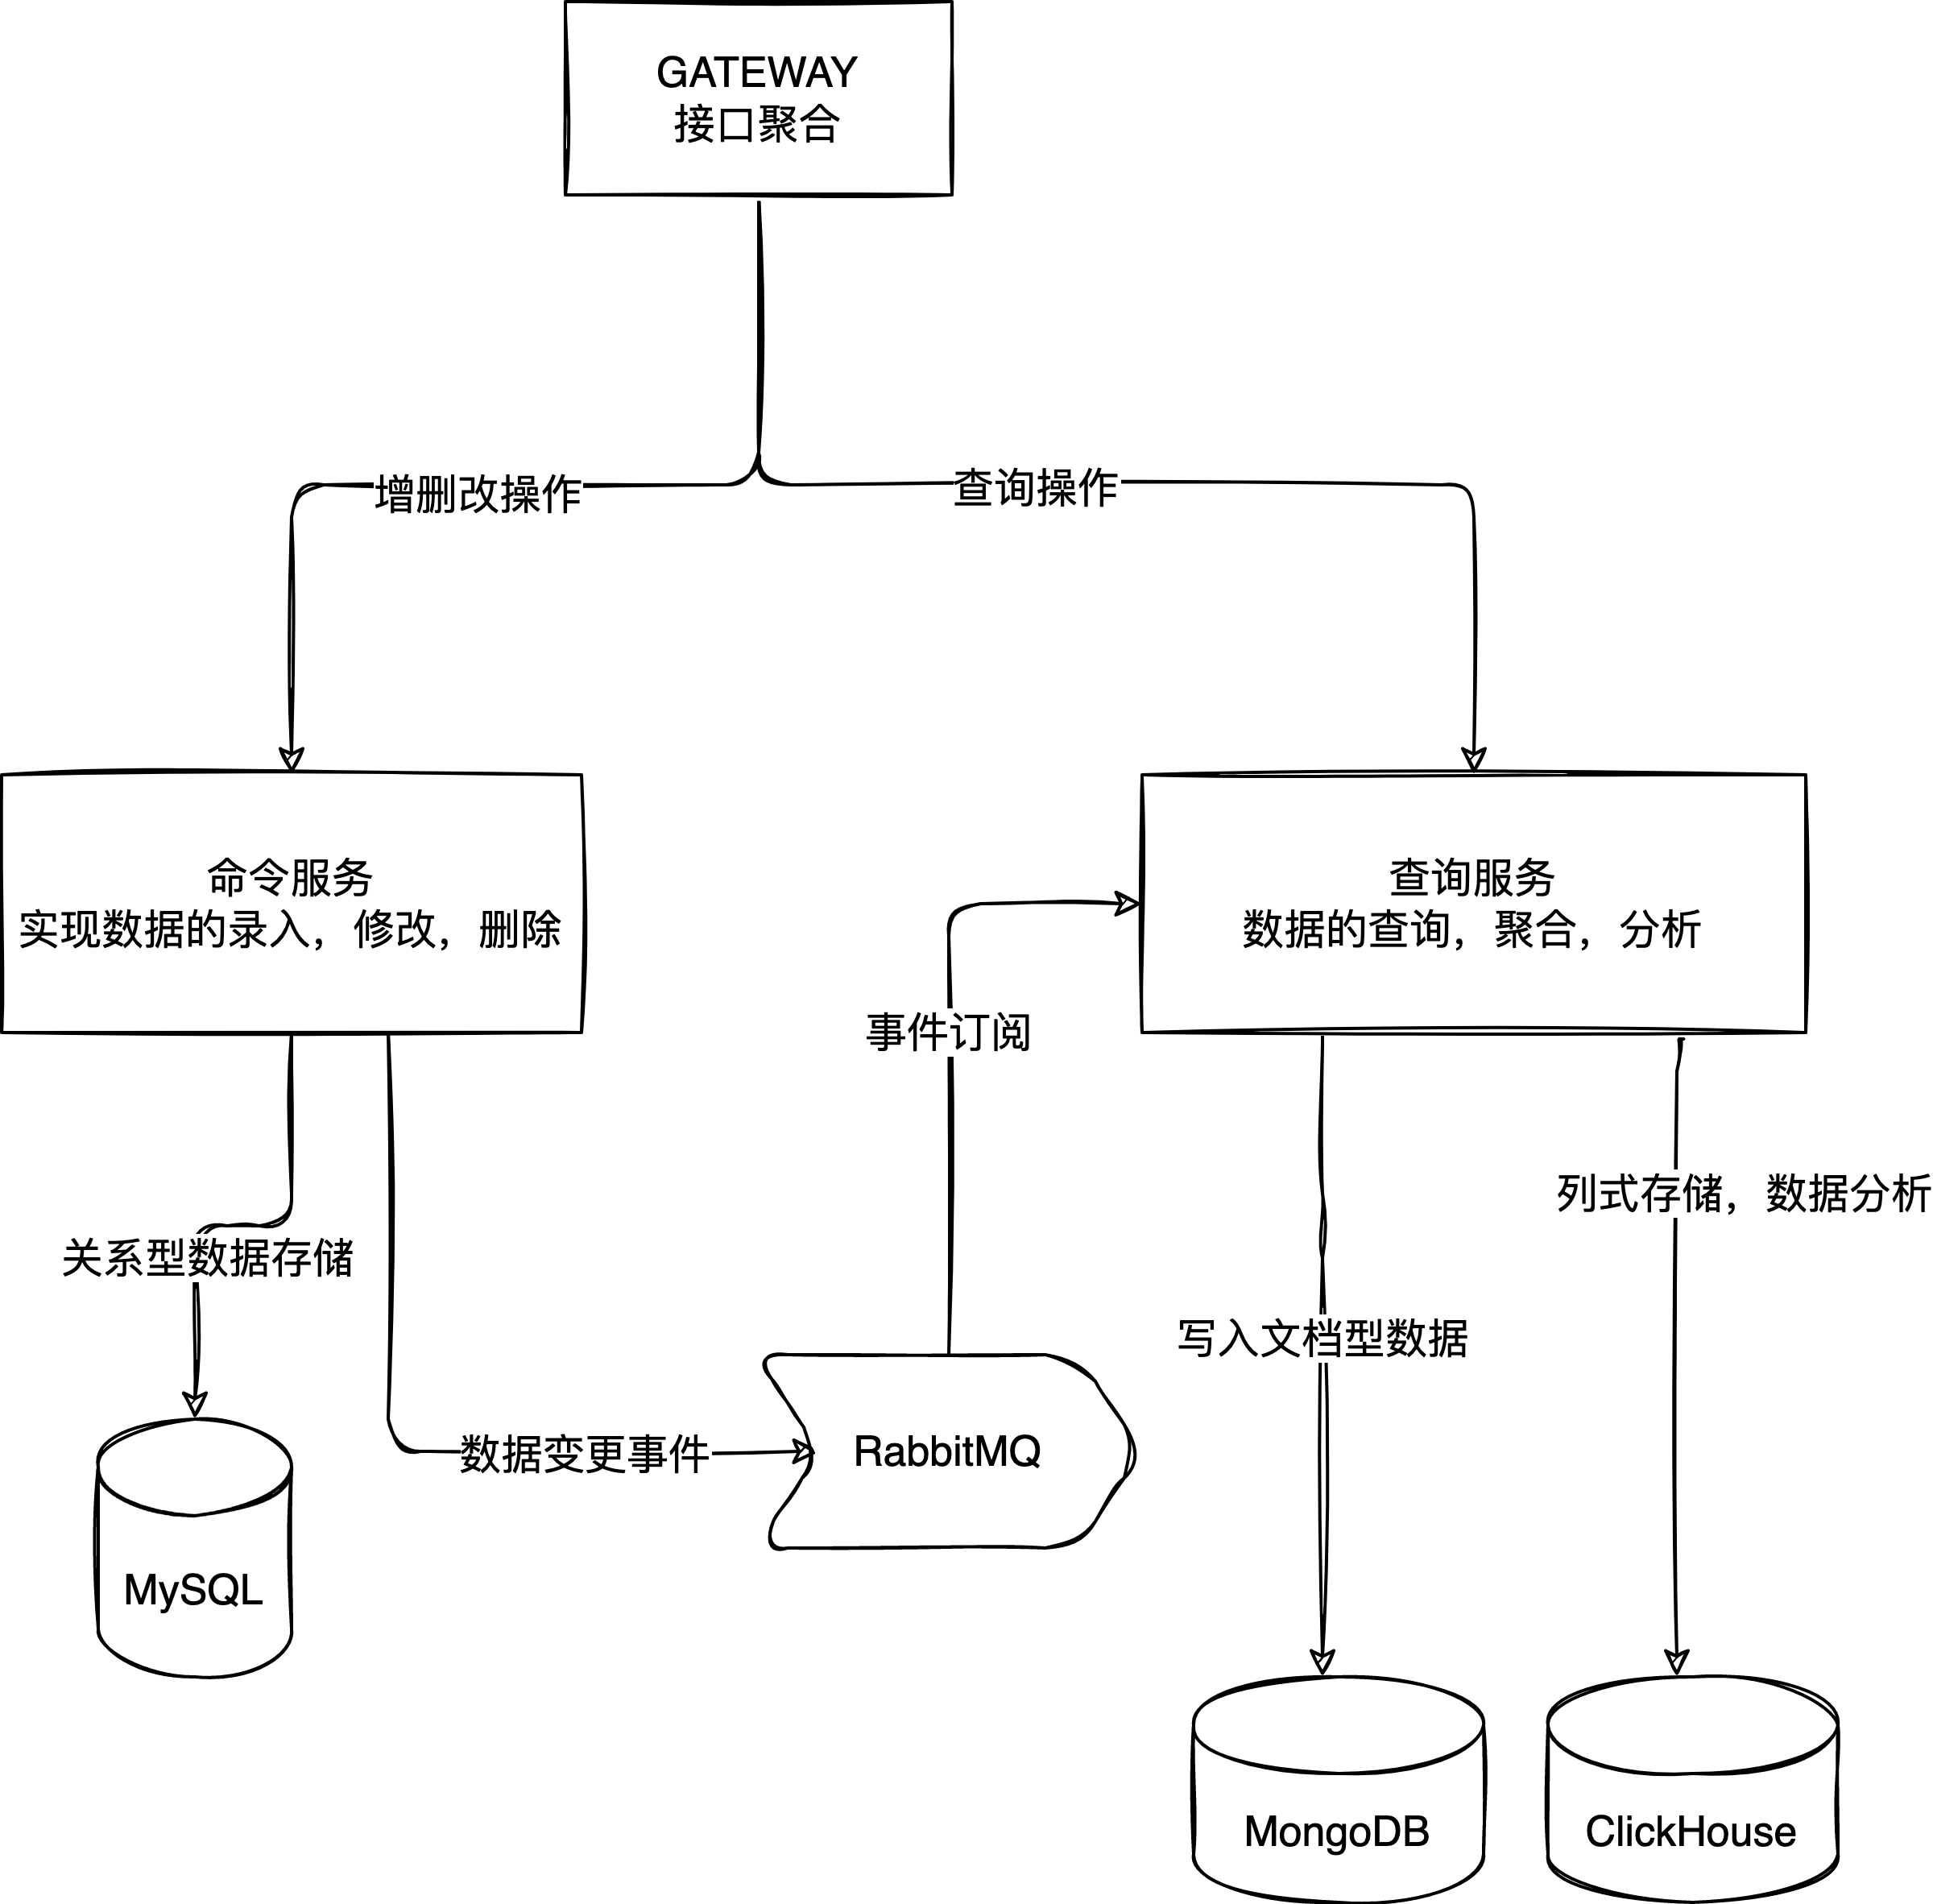 GATEWAY
接口聚合
增删改操作
查询操作
命令服务
实现数据的录入，修改，删除
查询服务
数据的查询，聚合，分析
事件订阅
列式存储，数据分析
关系型数据存储
写入文档型数据
数据变更事件
RabbitMQ
MySQL
MongoDB
ClickHouse